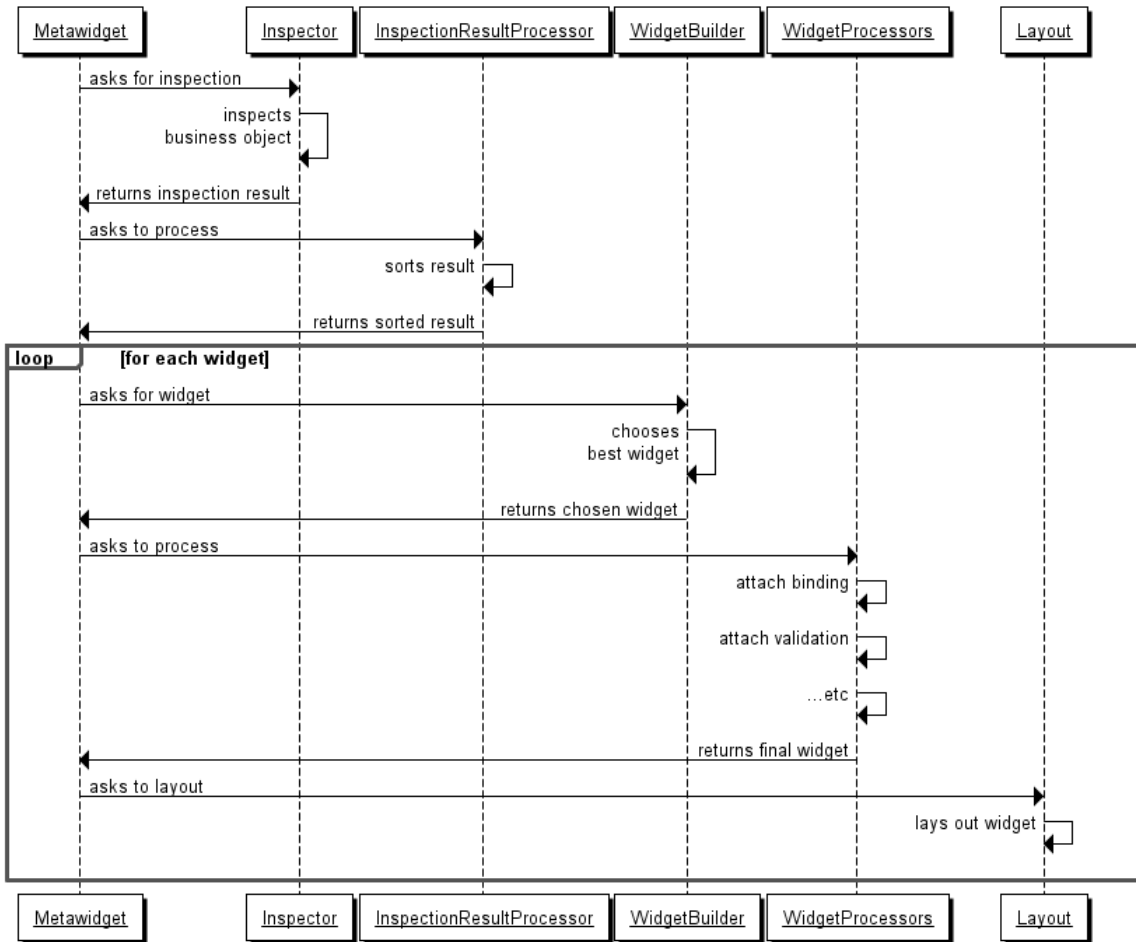 Metawidget
Inspector
InspectionResultProcessor
WidgetBuilder
WidgetProcessors
Layout
asks for inspection
inspects
business object
returns inspection result
asks to process
sorts result
returns sorted result
loop
[for each widget]
asks for widget
chooses
best widget
returns chosen widget
asks to process
attach binding
attach validation
...etc
returns final widget
asks to layout
lays out widget
Metawidget
Inspector
InspectionResultProcessor
WidgetBuilder
WidgetProcessors
Layout